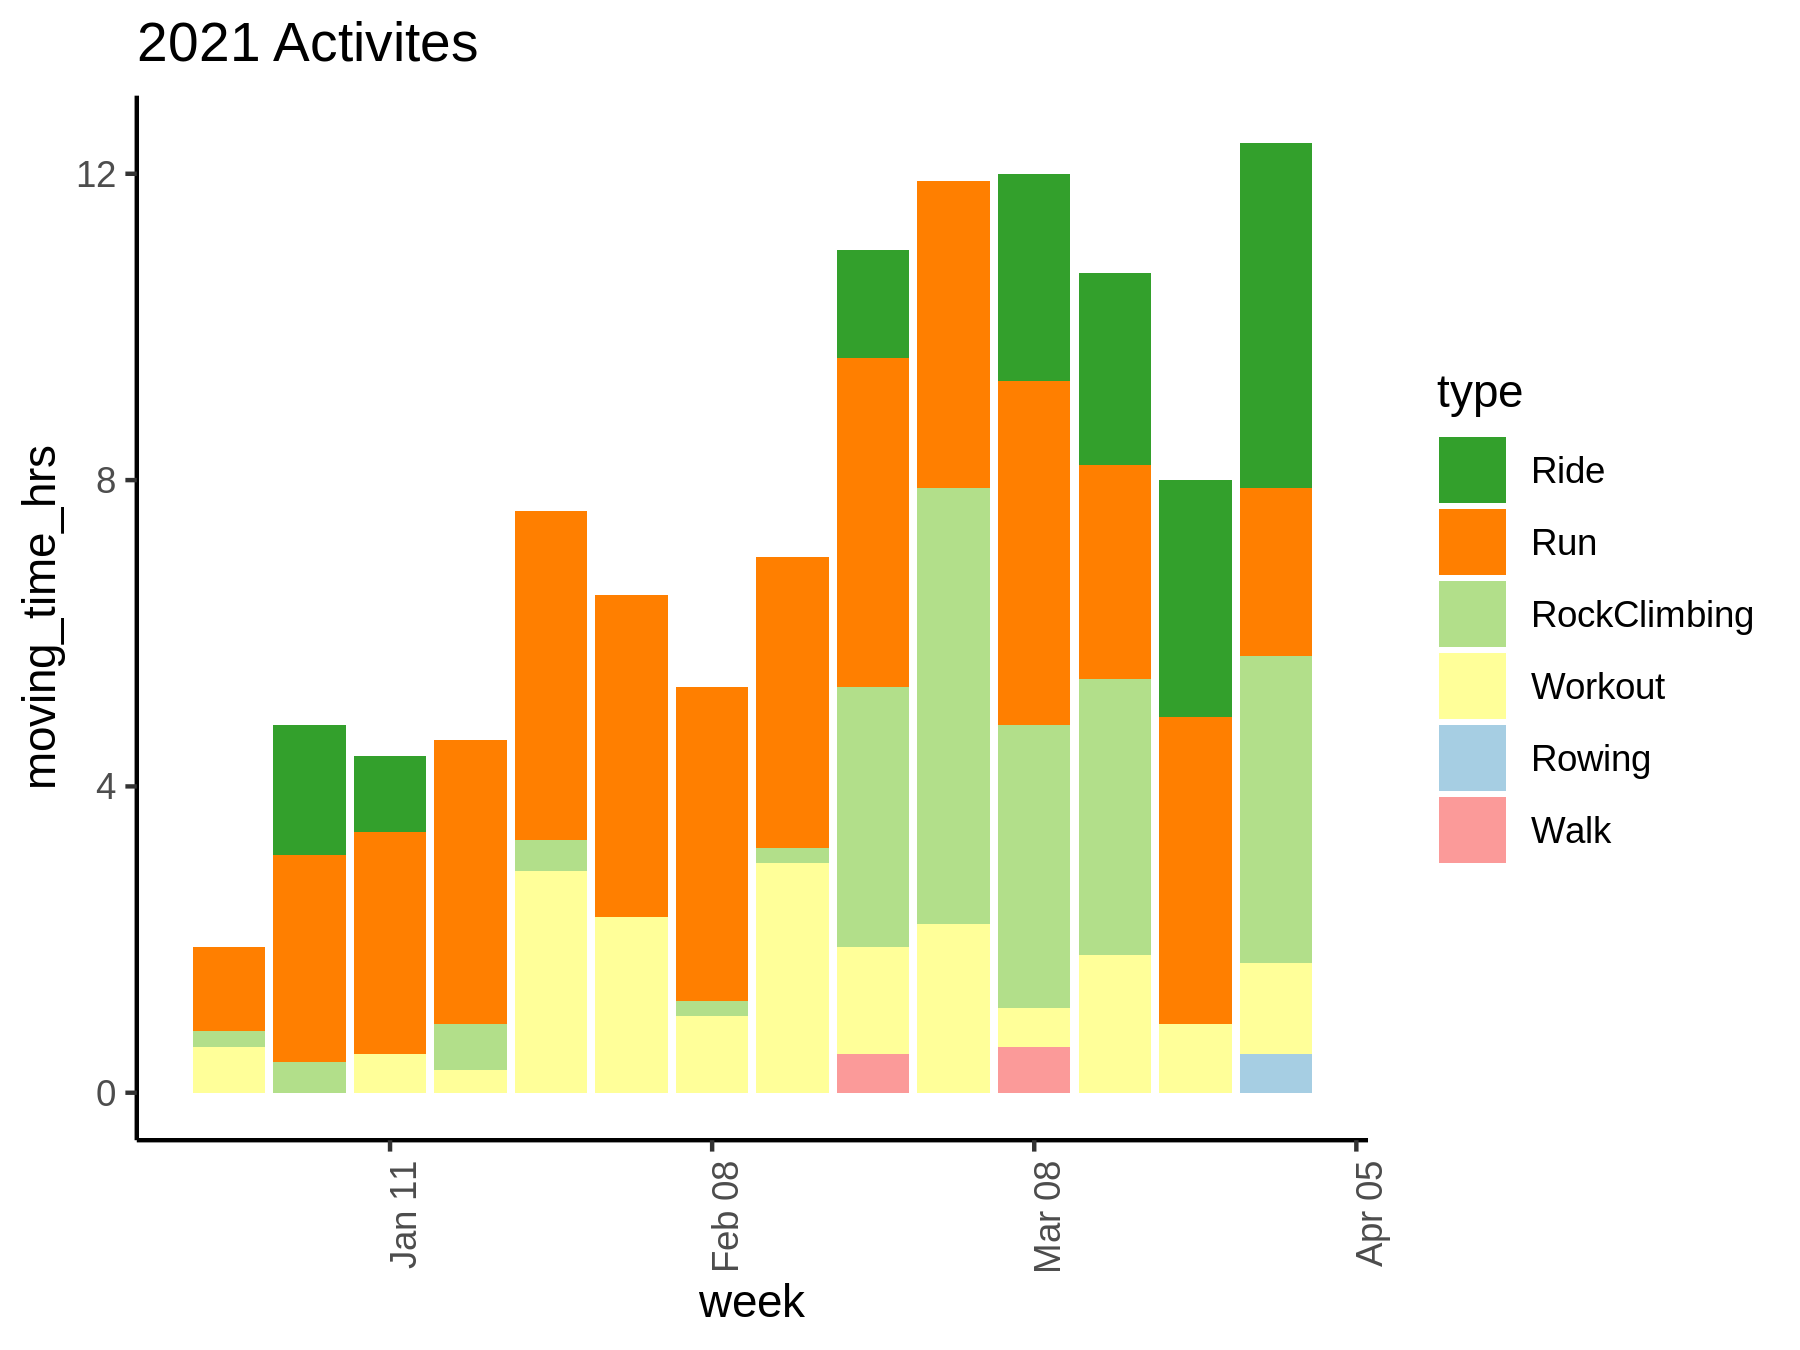 2021 Activites
moving_time_hrs
12
8
4
0
Jan 11
Feb 08
Mar 08
Apr 05
week
type
Ride
Run
RockClimbing
Workout
Rowing
Walk